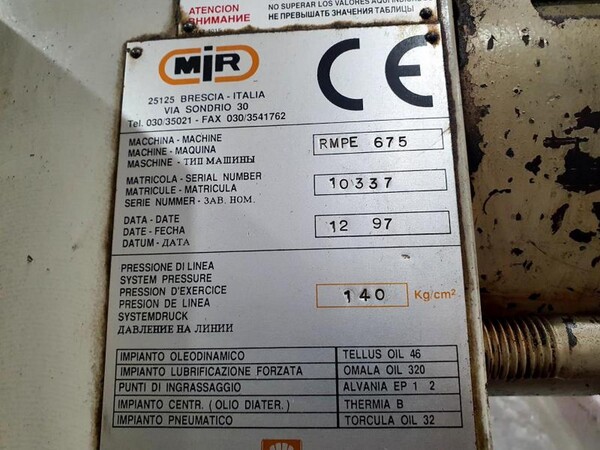 ATENCION
ВНИМАНИЕ
NO SUPERAR LOS VALORES AQUI
НЕ ПРЕВЫШАТЬ ЗНАЧЕНИЯ ТАБЛИЦЫ
MIR
CE
25125 BRESCIA - ITALIA
VIA SONDRIO 30
Tel. 030/35021 - FAX 030/3541762
MACCHINA - MACHINE
MACHINE - MAQUINA
MASCHINE - ТИП МАШИНЫ
RMPE 675
MATRICOLA - SERIAL NUMBER
MATRICULE - MATRICULA
SERIE NUMMER - ЗАВ. НОМ.
10337
DATA - DATE
DATE - FECHA
DATUM - ДАТА
12 97
PRESSIONE DI LINEA
SYSTEM PRESSURE
PRESSION D'EXERCICE
PRESION DE LINEA
SYSTEMDRUCK
ДАВЛЕНИЕ НА ЛИНИИ
140 Kg/cm²
IMPIANTO OLEODINAMICO TELLUS OIL 46
IMPIANTO LUBRIFICAZIONE FORZATA OMALA OIL 320
PUNTI DI INGRASSAGGIO ALVANIA EP 1 2
IMPIANTO CENTR. (OLIO DIATER.) THERMIA B
IMPIANTO PNEUMATICO TORCULA OIL 32